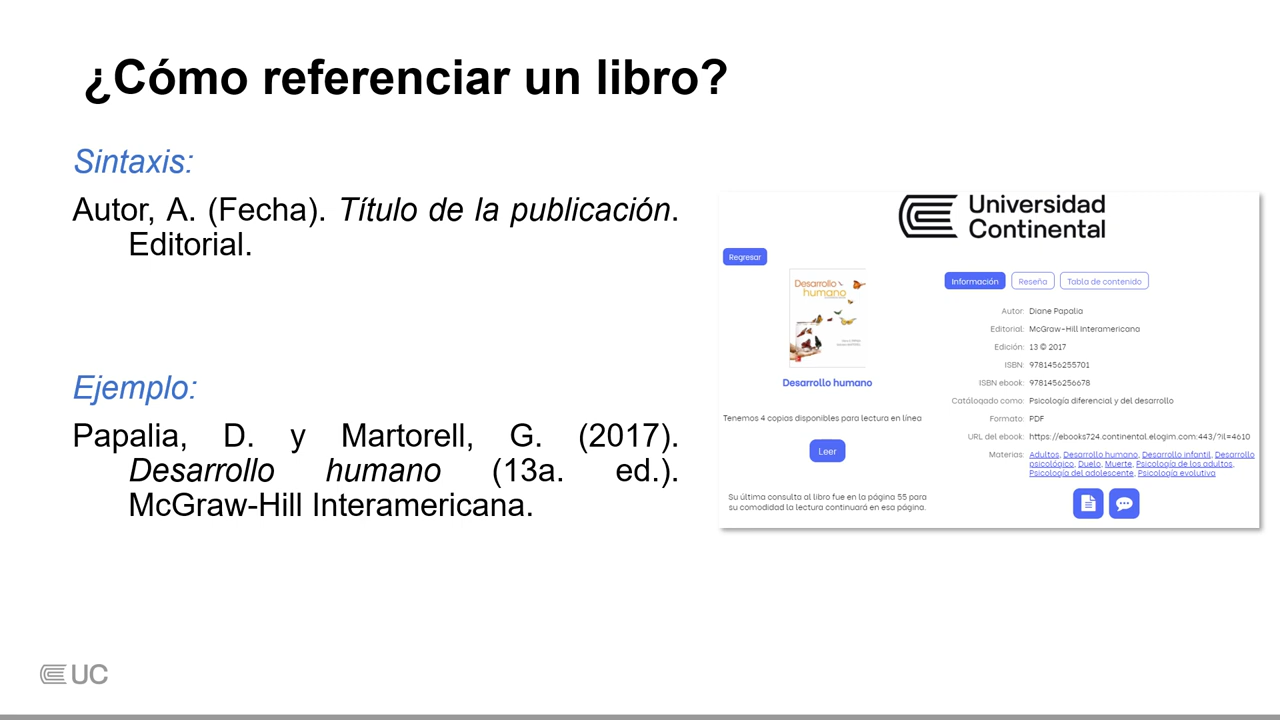 ¿Cómo referenciar un libro?
Sintaxis:
Autor, A. (Fecha). Título de la publicación.
Editorial.
Ejemplo:
Papalia, D. y Martorell, G. (2017).
Desarrollo humano (13a. ed.).
McGraw-Hill Interamericana.
Universidad
Continental
Regresar
Desarrollo
humano
Desarrollo humano
Tenemos 4 copias disponibles para lectura en línea
Leer
Su última consulta al libro fue en la página 55 para
su comodidad la lectura continuará en esa página.
Información Reseña Tabla de contenido
Autor: Diane Papalia
Editorial: McGraw-Hill Interamericana
Edición: 13 © 2017
ISBN: 9781456255701
ISBN ebook: 9781456256678
Catálogado como: Psicología diferencial y del desarrollo
Formato: PDF
URL del ebook: https://ebooks724.continental.elogim.com:443/?il=4610
Materias: Adultos, Desarrollo humano, Desarrollo infantil, Desarrollo
psicológico, Duelo, Muerte, Psicología de los adultos,
Psicología del adolescente, Psicología evolutiva
UC